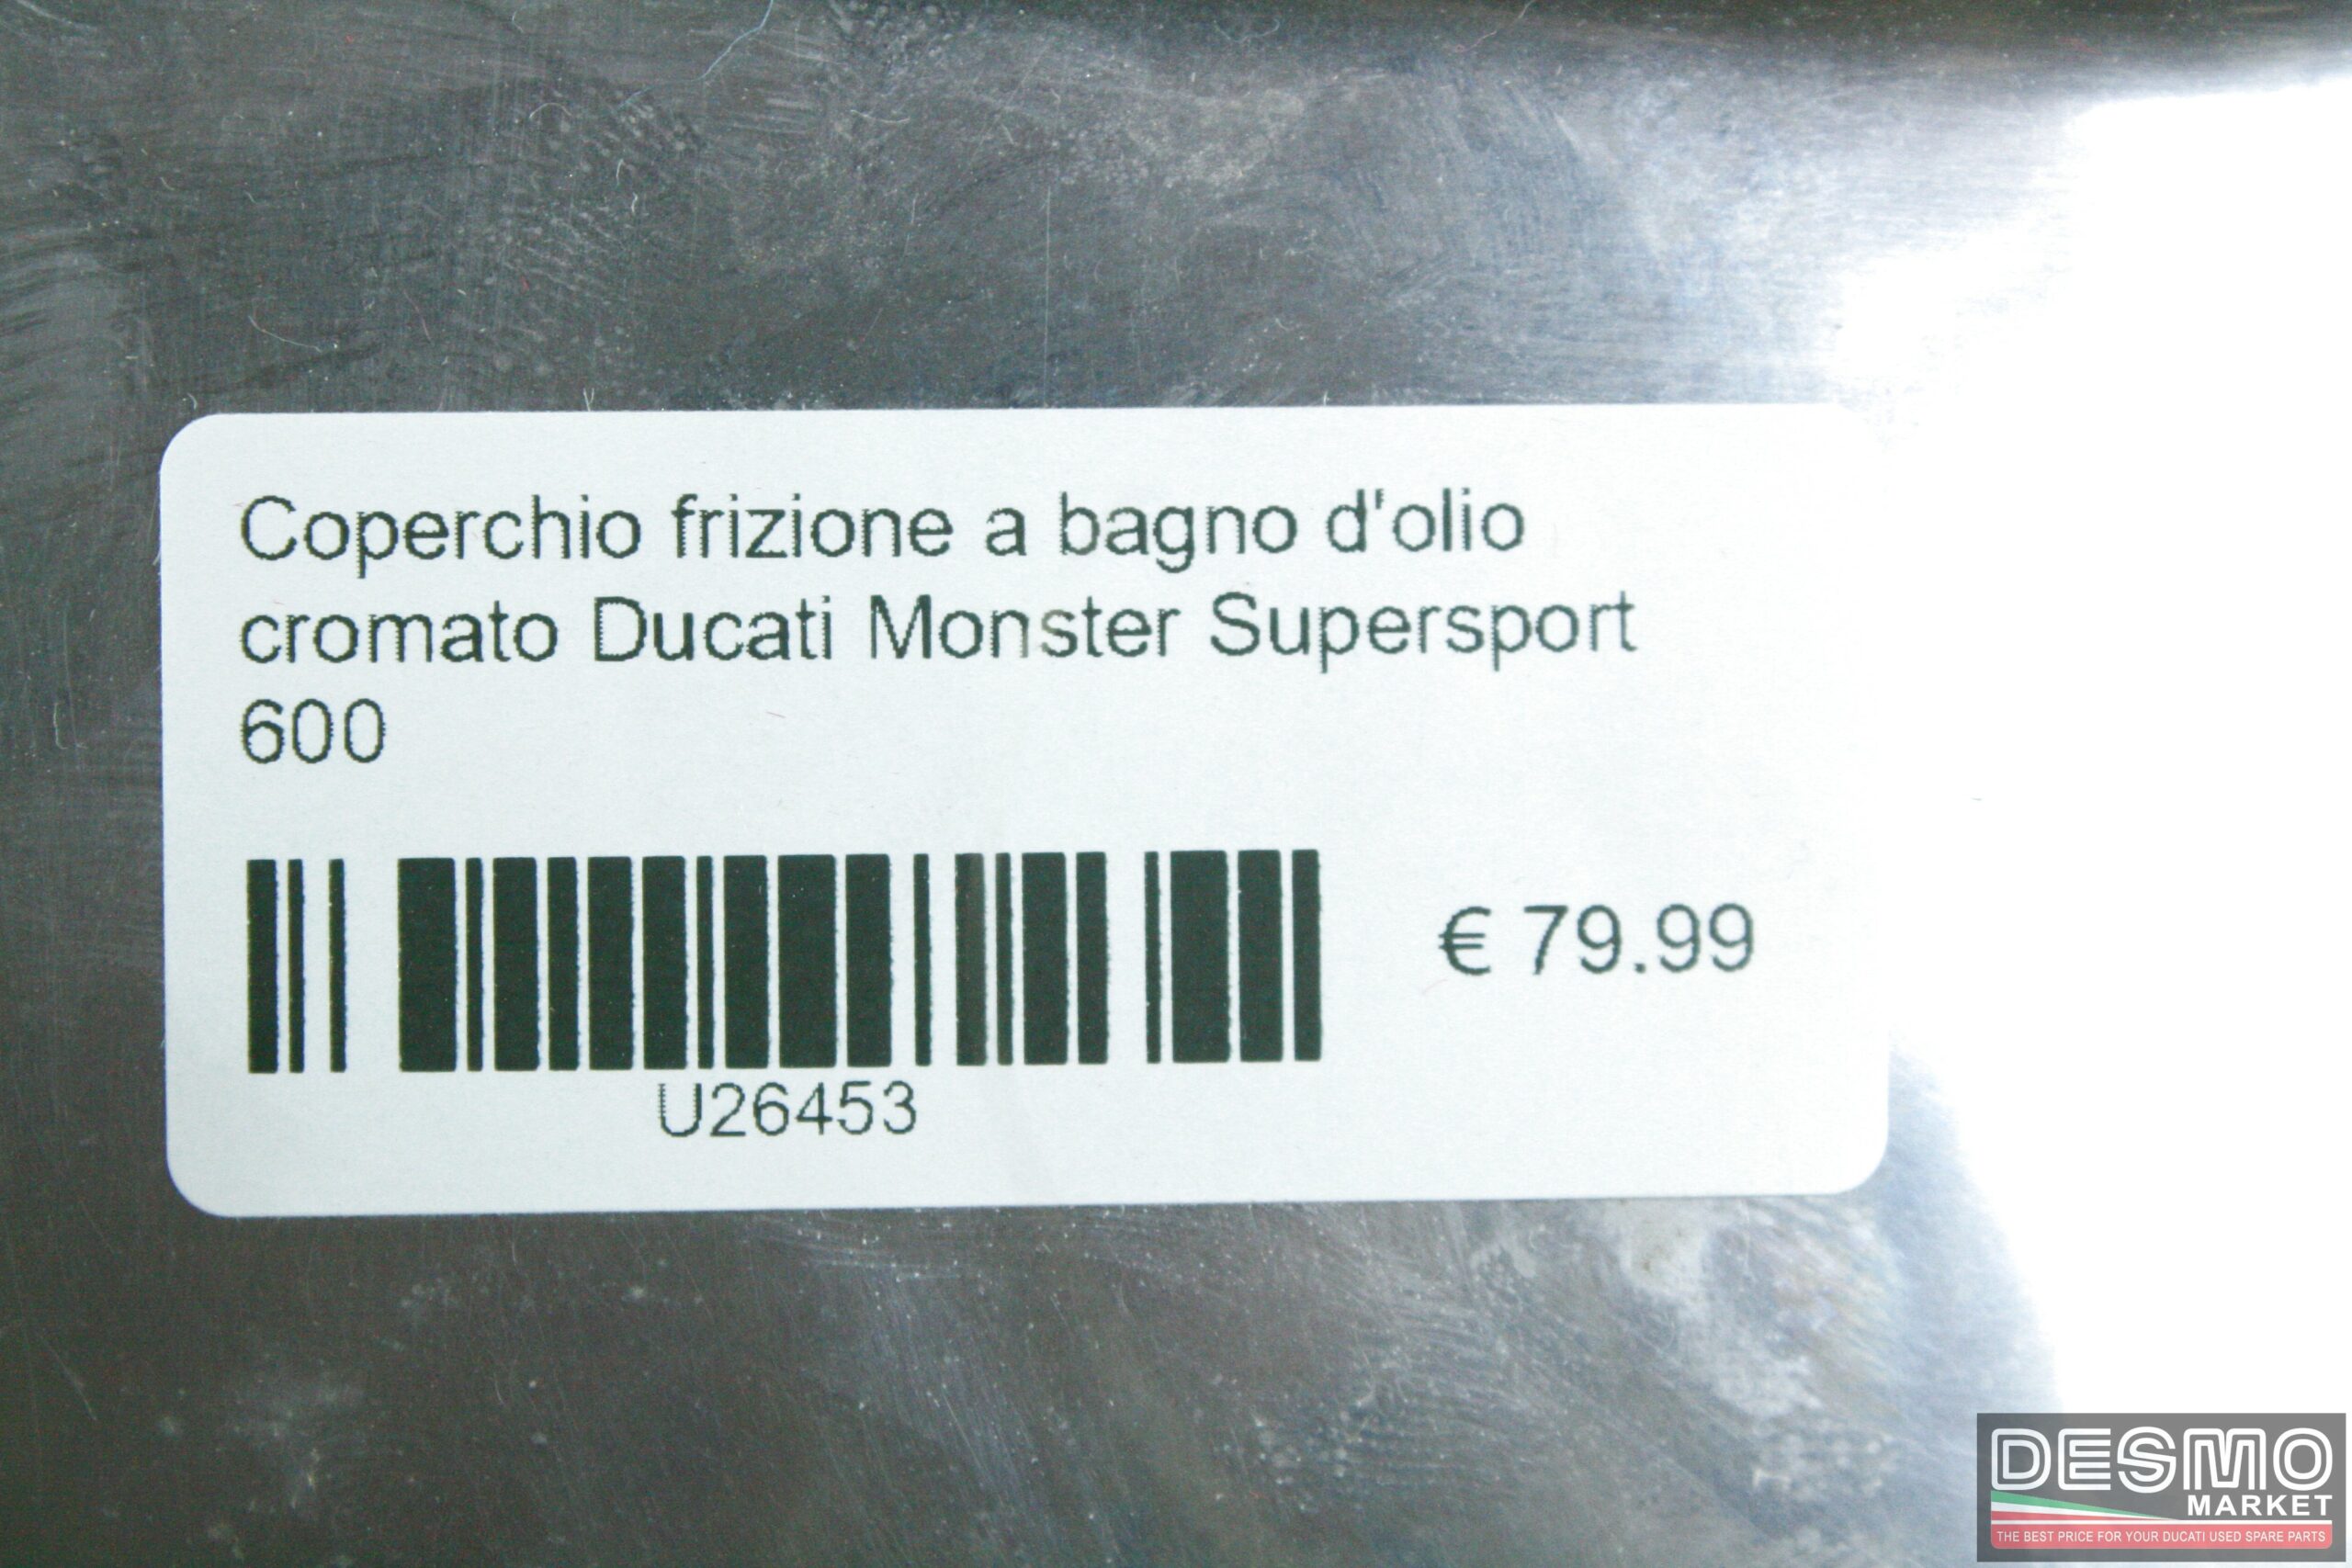 Coperchio frizione a bagno d'olio
cromato Ducati Monster Supersport
600
€ 79.99
U26453
DESMO
MARKET
THE BEST PRICE FOR YOUR DUCATI USED SPARE PARTS